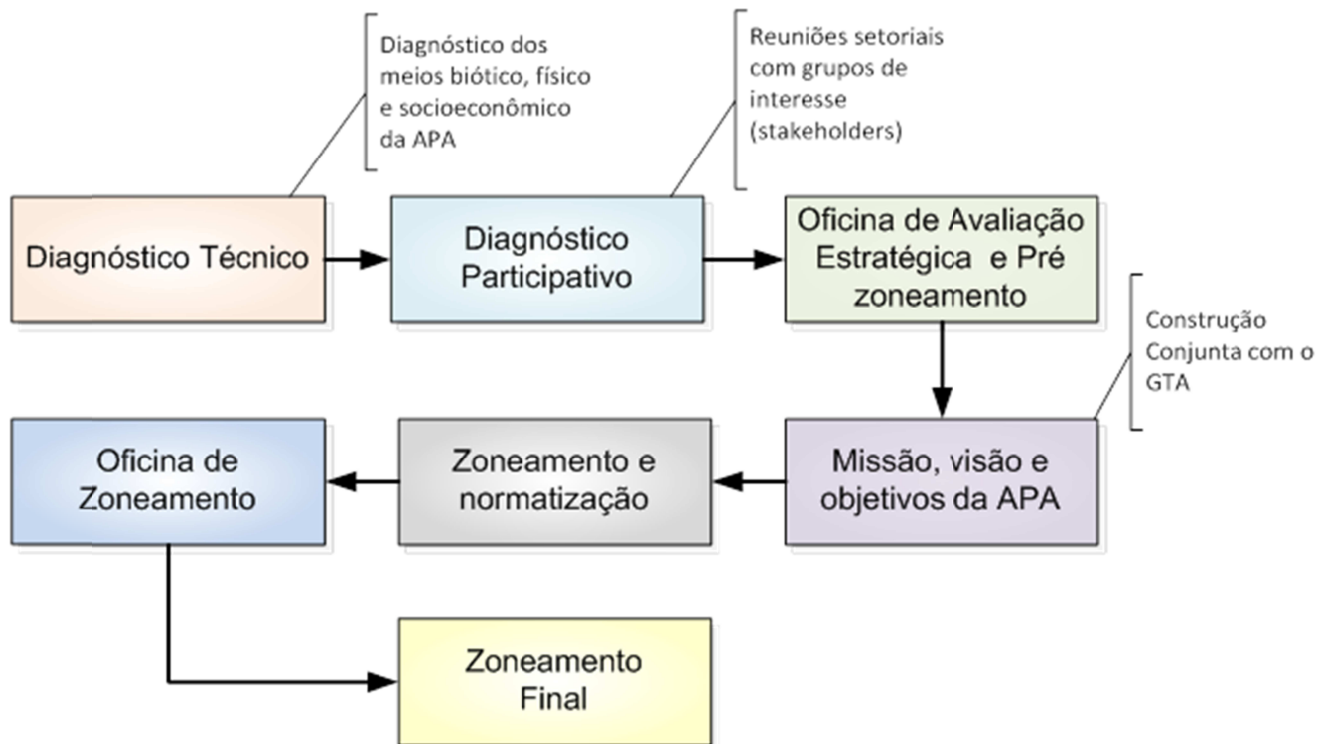 Diagnóstico dos
meios biótico, físico
e socioeconômico
da APA
Reuniões setoriais
com grupos de
interesse
(stakeholders)
Diagnóstico Técnico
Diagnóstico
Participativo
Oficina de Avaliação
Estratégica e Pré
zoneamento
Construção
Conjunta com o
GTA
Missão, visão e
objetivos da APA
Zoneamento e
normatização
Oficina de
Zoneamento
Zoneamento
Final